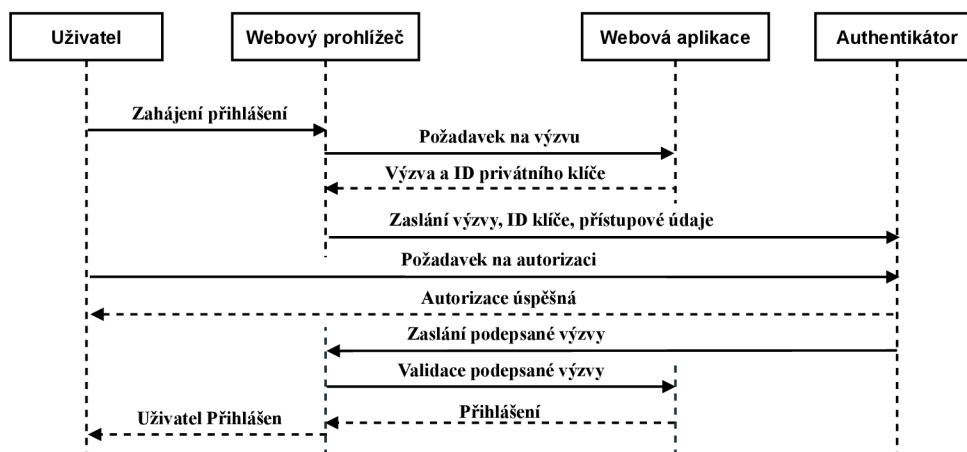 Uživatel
Webový prohlížeč
Webová aplikace
Authentikátor
Zahájení přihlášení
Požadavek na výzvu
Výzva a ID privátního klíče
Zaslání výzvy, ID klíče, přístupové údaje
Požadavek na autorizaci
Autorizace úspěšná
Zaslání podepsané výzvy
Validace podepsané výzvy
Přihlášení
Uživatel Přihlášen